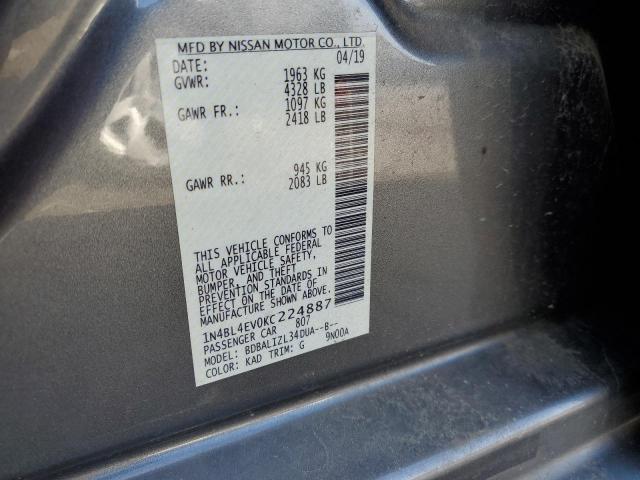 MFD BY NISSAN MOTOR CO., LTD.
DATE: 04/19
GVWR: 1963 KG
4328 LB
GAWR FR.: 1097 KG
2418 LB
GAWR RR.: 945 KG
2083 LB
THIS VEHICLE CONFORMS TO
ALL APPLICABLE FEDERAL
MOTOR VEHICLE SAFETY,
BUMPER, AND THEFT
PREVENTION STANDARDS IN
EFFECT ON THE DATE OF
MANUFACTURE SHOWN ABOVE.
1N4BL4EV0KC224887
PASSENGER CAR 807
MODEL: BDBALIZL34DUA--B--
COLOR: KAD TRIM: G 9N00A